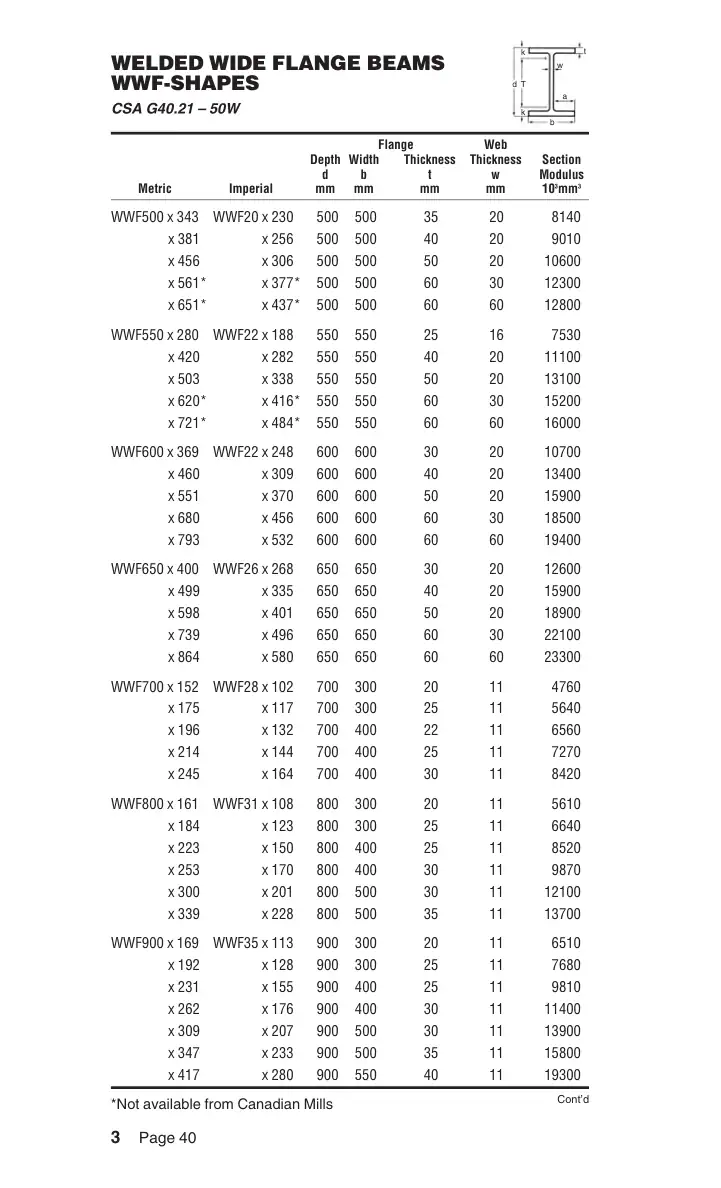 WELDED WIDE FLANGE BEAMS
WWF-SHAPES
CSA G40.21 – 50W
k t
w
d T
a
k
b
Flange Web
Depth Width Thickness Thickness Section
d b t w Modulus
Metric Imperial mm mm mm mm 10³mm³
WWF500 x 343 WWF20 x 230 500 500 35 20 8140
x 381 x 256 500 500 40 20 9010
x 456 x 306 500 500 50 20 10600
x 561* x 377* 500 500 60 30 12300
x 651* x 437* 500 500 60 60 12800
WWF550 x 280 WWF22 x 188 550 550 25 16 7530
x 420 x 282 550 550 40 20 11100
x 503 x 338 550 550 50 20 13100
x 620* x 416* 550 550 60 30 15200
x 721* x 484* 550 550 60 60 16000
WWF600 x 369 WWF22 x 248 600 600 30 20 10700
x 460 x 309 600 600 40 20 13400
x 551 x 370 600 600 50 20 15900
x 680 x 456 600 600 60 30 18500
x 793 x 532 600 600 60 60 19400
WWF650 x 400 WWF26 x 268 650 650 30 20 12600
x 499 x 335 650 650 40 20 15900
x 598 x 401 650 650 50 20 18900
x 739 x 496 650 650 60 30 22100
x 864 x 580 650 650 60 60 23300
WWF700 x 152 WWF28 x 102 700 300 20 11 4760
x 175 x 117 700 300 25 11 5640
x 196 x 132 700 400 22 11 6560
x 214 x 144 700 400 25 11 7270
x 245 x 164 700 400 30 11 8420
WWF800 x 161 WWF31 x 108 800 300 20 11 5610
x 184 x 123 800 300 25 11 6640
x 223 x 150 800 400 25 11 8520
x 253 x 170 800 400 30 11 9870
x 300 x 201 800 500 30 11 12100
x 339 x 228 800 500 35 11 13700
WWF900 x 169 WWF35 x 113 900 300 20 11 6510
x 192 x 128 900 300 25 11 7680
x 231 x 155 900 400 25 11 9810
x 262 x 176 900 400 30 11 11400
x 309 x 207 900 500 30 11 13900
x 347 x 233 900 500 35 11 15800
x 417 x 280 900 550 40 11 19300
*Not available from Canadian Mills Cont'd
3 Page 40